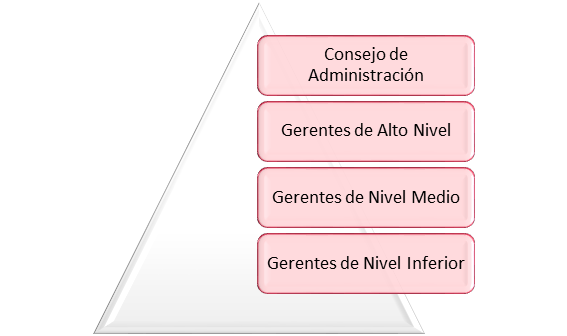 Consejo de
Administración
Gerentes de Alto Nivel
Gerentes de Nivel Medio
Gerentes de Nivel Inferior